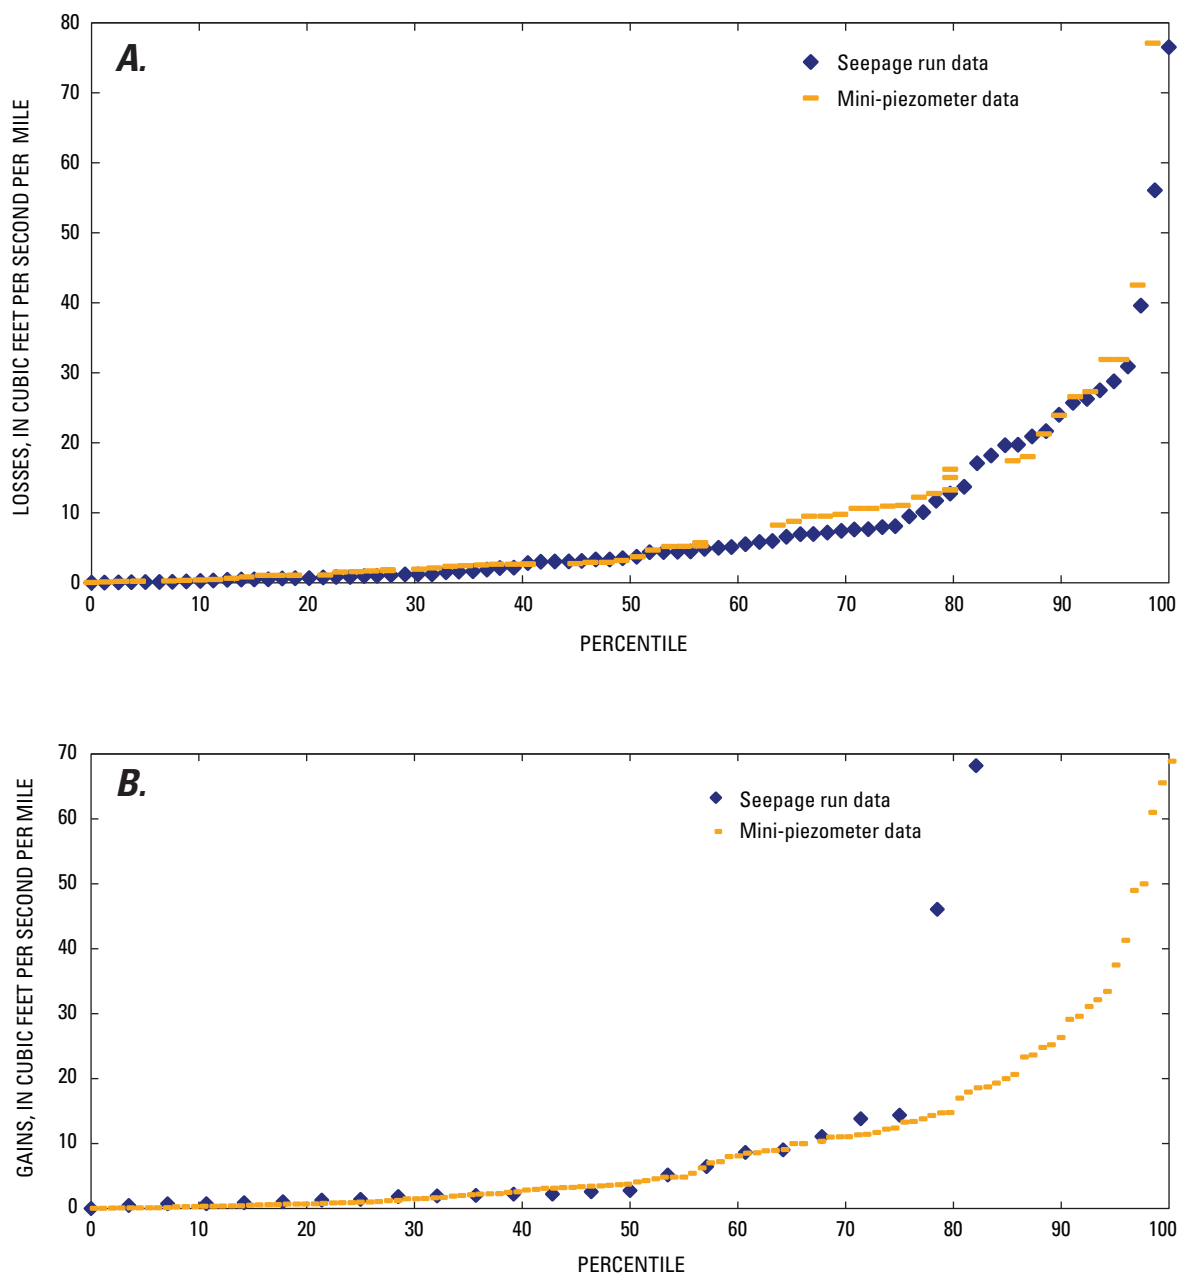 A.
Seepage run data
Mini-piezometer data
LOSSES, IN CUBIC FEET PER SECOND PER MILE
80
70
60
50
40
30
20
10
0
0 10 20 30 40 50 60 70 80 90 100
PERCENTILE
B.
Seepage run data
Mini-piezometer data
GAINS, IN CUBIC FEET PER SECOND PER MILE
70
60
50
40
30
20
10
0
0 10 20 30 40 50 60 70 80 90 100
PERCENTILE